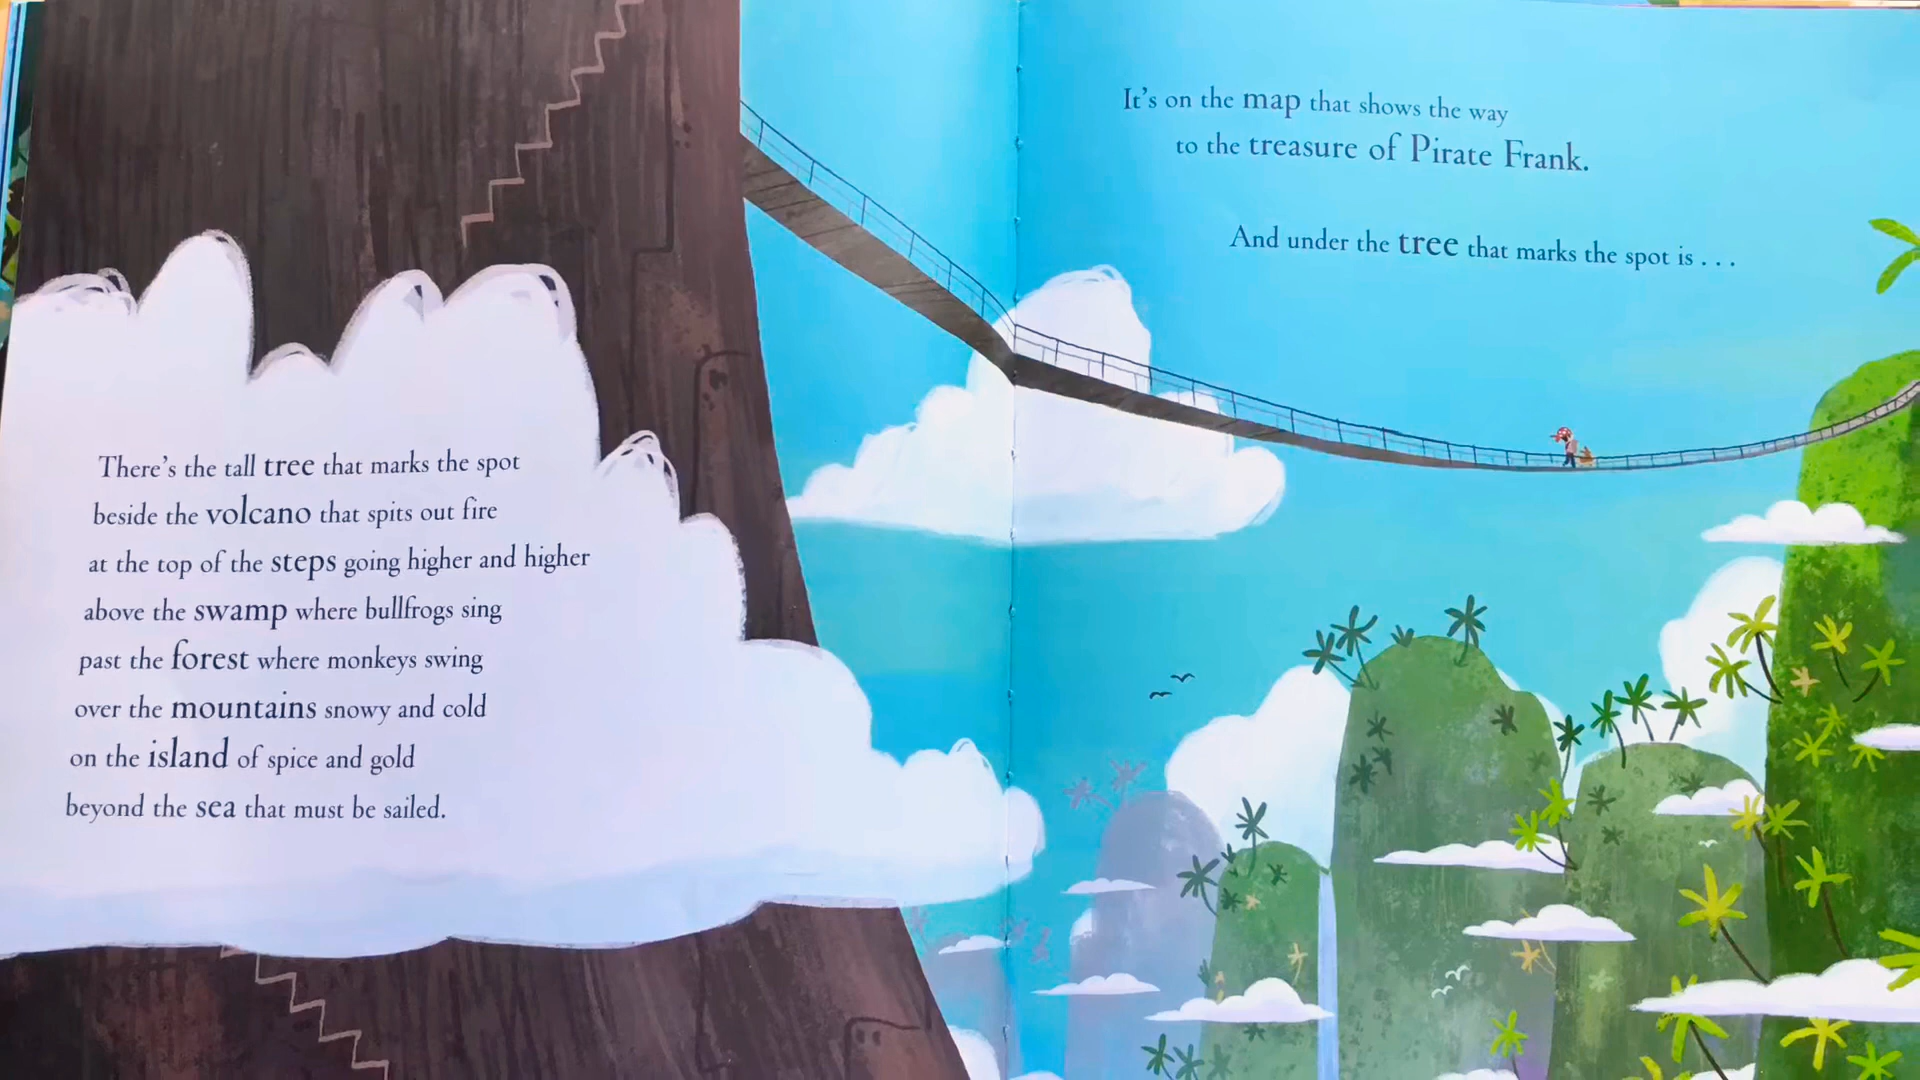 There's the tall tree that marks the spot
beside the volcano that spits out fire
at the top of the steps going higher and higher
above the swamp where bullfrogs sing
past the forest where monkeys swing
over the mountains snowy and cold
on the island of spice and gold
beyond the sea that must be sailed.
It's on the map that shows the way
to the treasure of Pirate Frank.
And under the tree that marks the spot is . . .